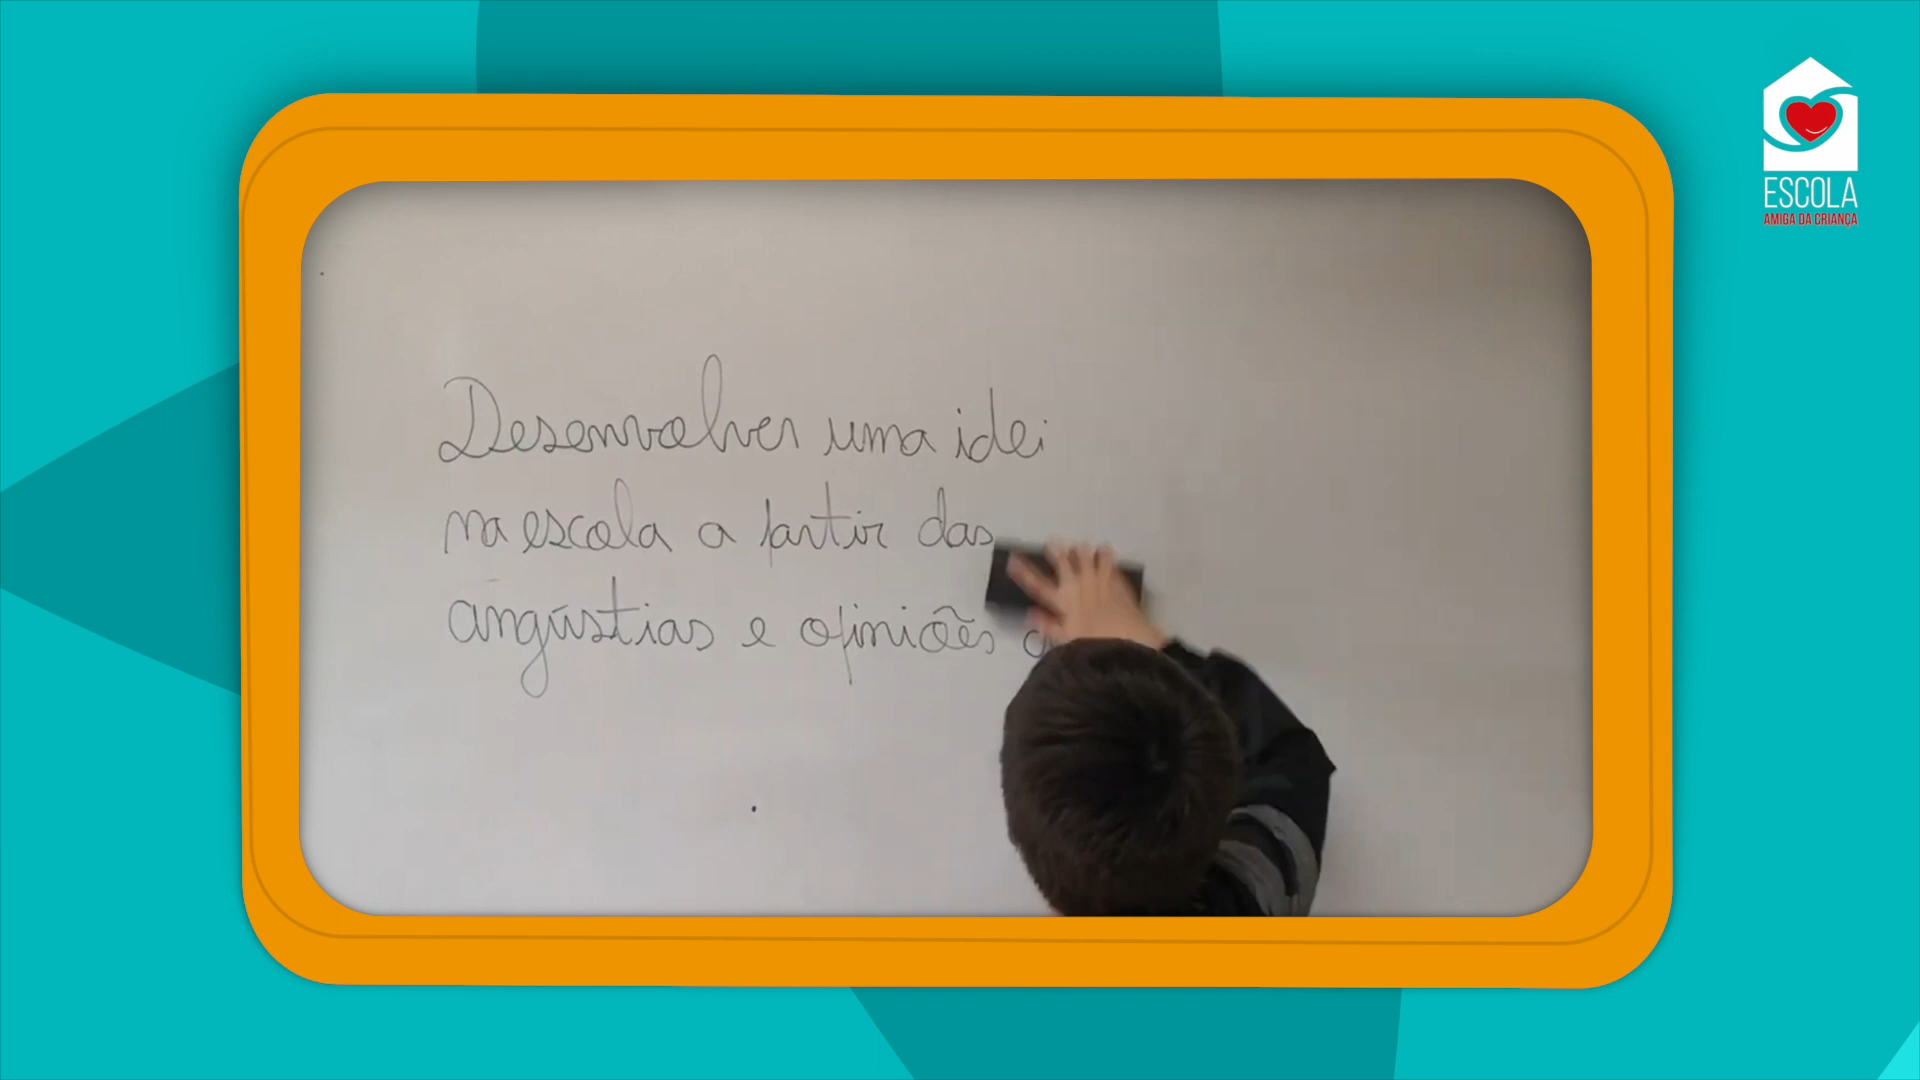 ESCOLA
AMIGA DA CRIANÇA
Desenvolver uma idei
na escola a partir das
angústias e opiniões